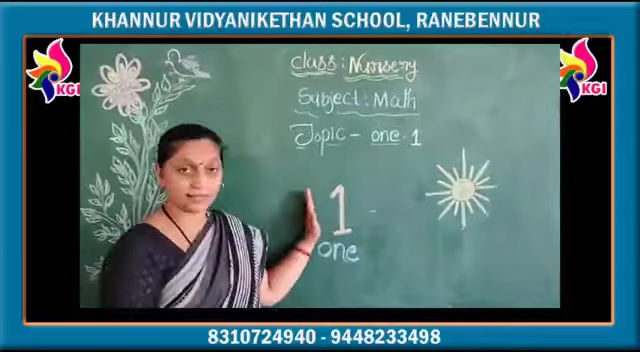 KHANNUR VIDYANIKETHAN SCHOOL, RANEBENNUR
KGI
KGI
Class : Nursery
Subject : Math
Topic - one 1
1
one
8310724940 - 9448233498